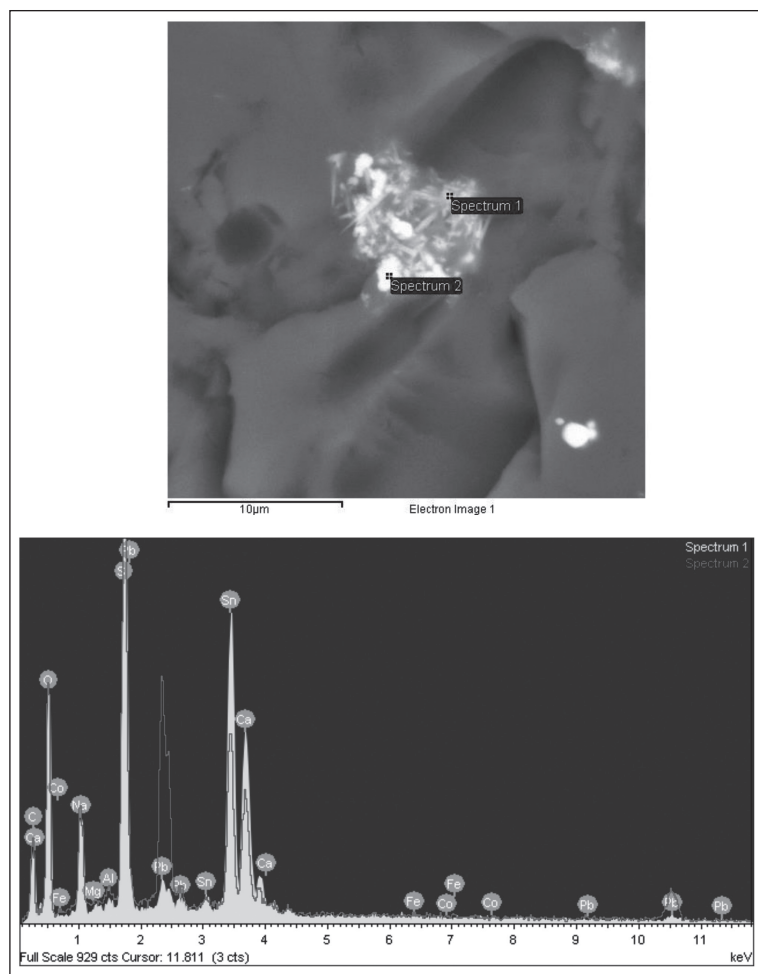 Spectrum 1
Spectrum 2
10µm
Electron Image 1
Spectrum 1
Spectrum 2
Pb
Sn
O
Ca
Co
Na
C
Ca
Al
Pb
Ca
Fe
Mg
Sn
Fe
Fe
Co
Co
Pb
Pb
1 2 3 4 5 6 7 8 9 10 11
Full Scale 929 cts Cursor: 11.811 (3 cts)
keV